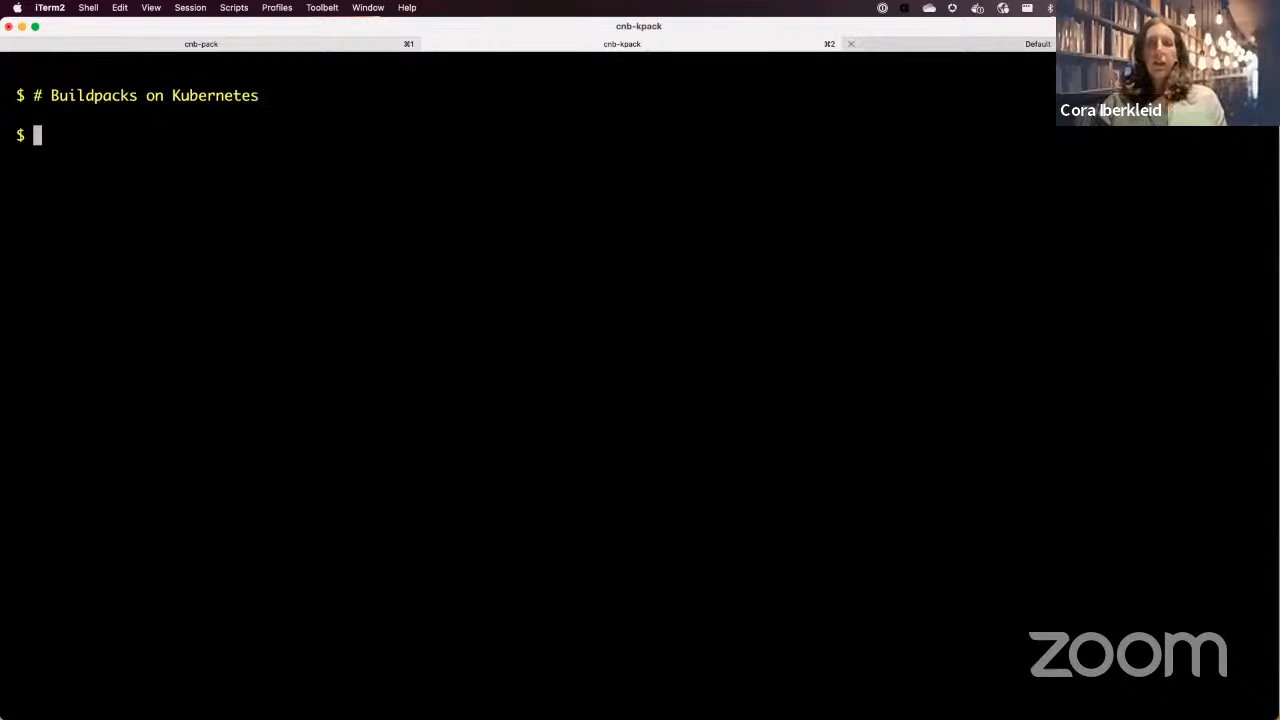 iTerm2 Shell Edit View Session Scripts Profiles Toolbelt Window Help
cnb-kpack
cnb-pack ⌘1 cnb-kpack ⌘2 Default
$ # Buildpacks on Kubernetes
$
Cora Iberkleid
zoom